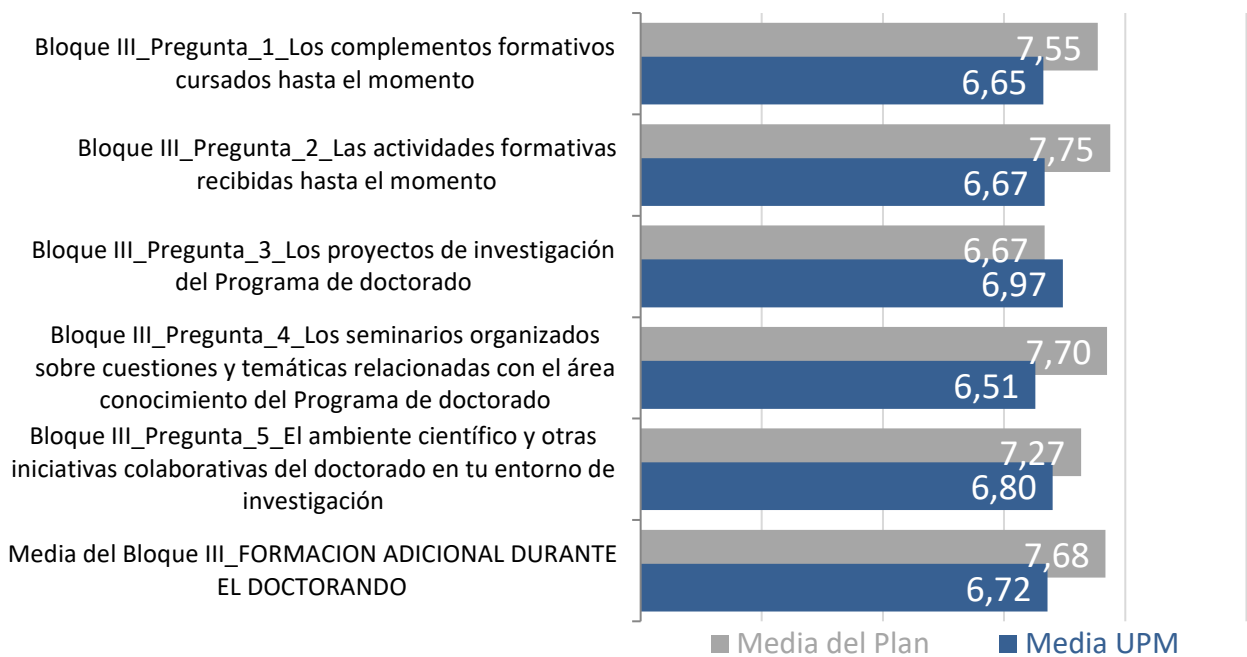 Bloque III_Pregunta_1_Los complementos formativos
cursados hasta el momento
7,55
6,65
Bloque III_Pregunta_2_Las actividades formativas
recibidas hasta el momento
7,75
6,67
Bloque III_Pregunta_3_Los proyectos de investigación
del Programa de doctorado
6,67
6,97
Bloque III_Pregunta_4_Los seminarios organizados
sobre cuestiones y temáticas relacionadas con el área
conocimiento del Programa de doctorado
7,70
6,51
Bloque III_Pregunta_5_El ambiente científico y otras
iniciativas colaborativas del doctorado en tu entorno de
investigación
7,27
6,80
Media del Bloque III_FORMACION ADICIONAL DURANTE
EL DOCTORANDO
7,68
6,72
Media del Plan
Media UPM